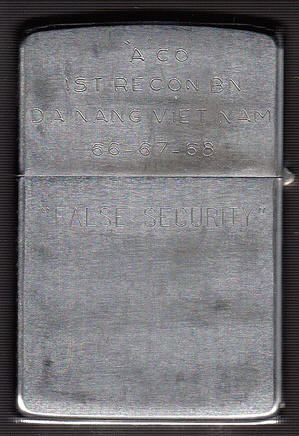 "A" CO
1ST RECON BN
DA NANG VIET NAM
66-67-68
"FALSE SECURITY"